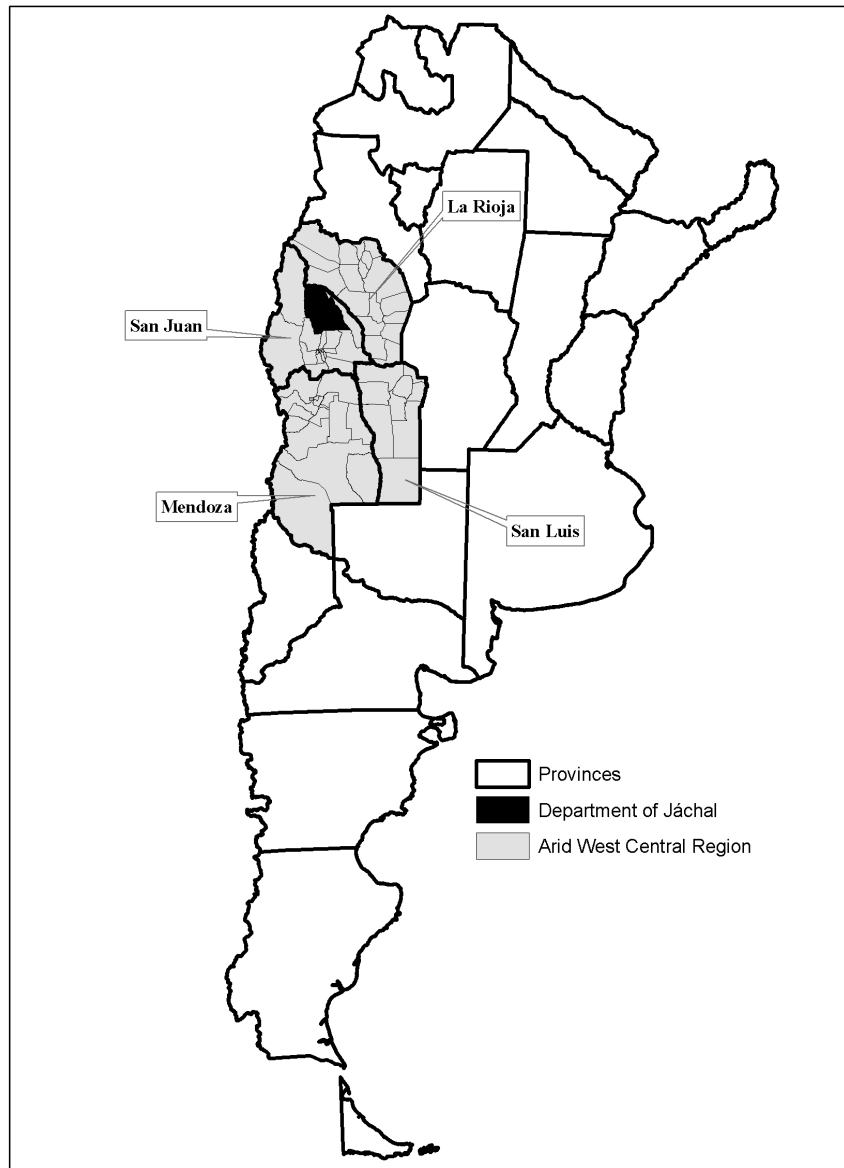 La Rioja
San Juan
Mendoza
San Luis
Provinces
Department of Jáchal
Arid West Central Region